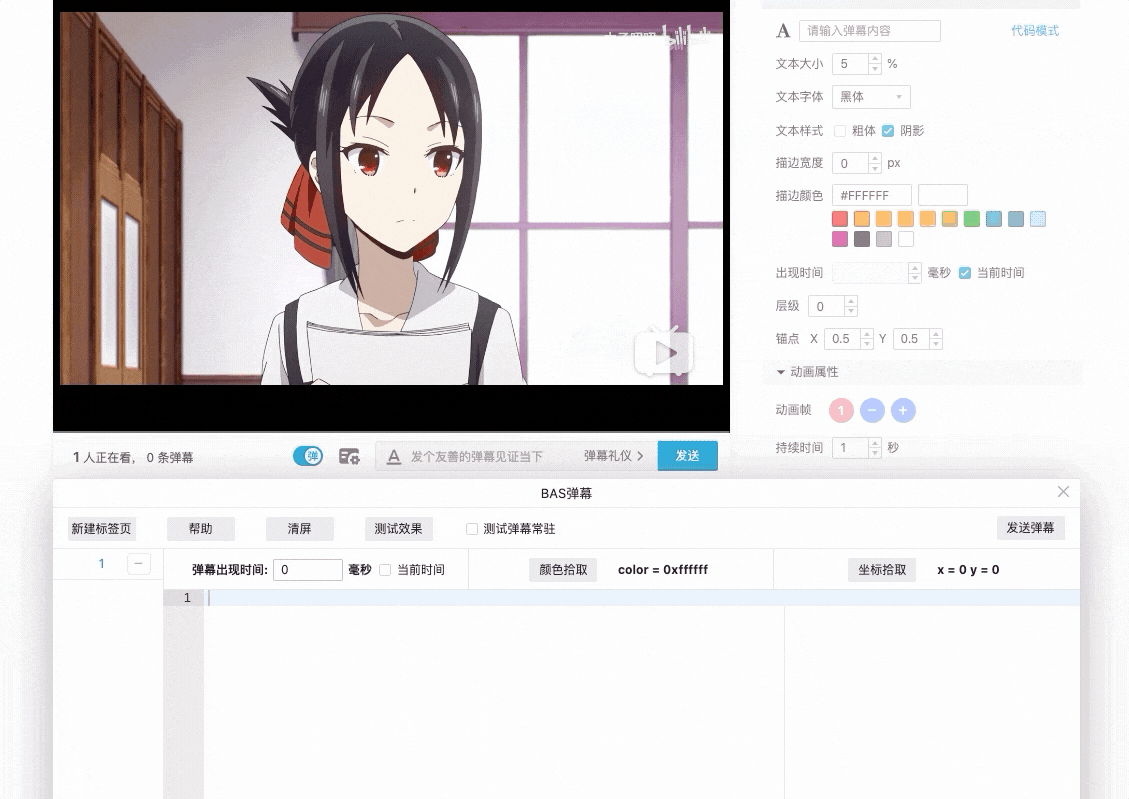 A 请输入弹幕内容 代码模式
文本大小 5 %
文本字体 黑体
文本样式 粗体 阴影
描边宽度 0 px
描边颜色 #FFFFFF
出现时间 毫秒 当前时间
层级 0
锚点 X 0.5 Y 0.5
动画属性
动画帧 1 − +
持续时间 1 秒
1 人正在看， 0 条弹幕 弹 A 发个友善的弹幕见证当下 弹幕礼仪 > 发送
BAS弹幕
新建标签页 帮助 清屏 测试效果 测试弹幕常驻 发送弹幕
1 − 弹幕出现时间: 0 毫秒 当前时间 颜色拾取 color = 0xffffff 坐标拾取 x = 0 y = 0
1